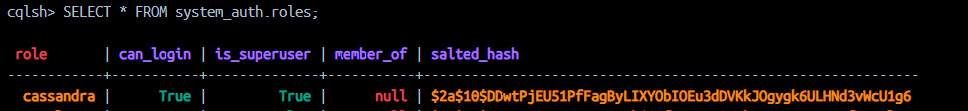 cqlsh> SELECT * FROM system_auth.roles;
role | can_login | is_superuser | member_of | salted_hash
-----------+-----------+--------------+-----------+--------------------------------------------------------------
cassandra | True | True | null | $2a$10$DDwtPjEU51PfFagByLIXYObIOEu3dDVKkJOgygk6ULHNd3vWcU1g6